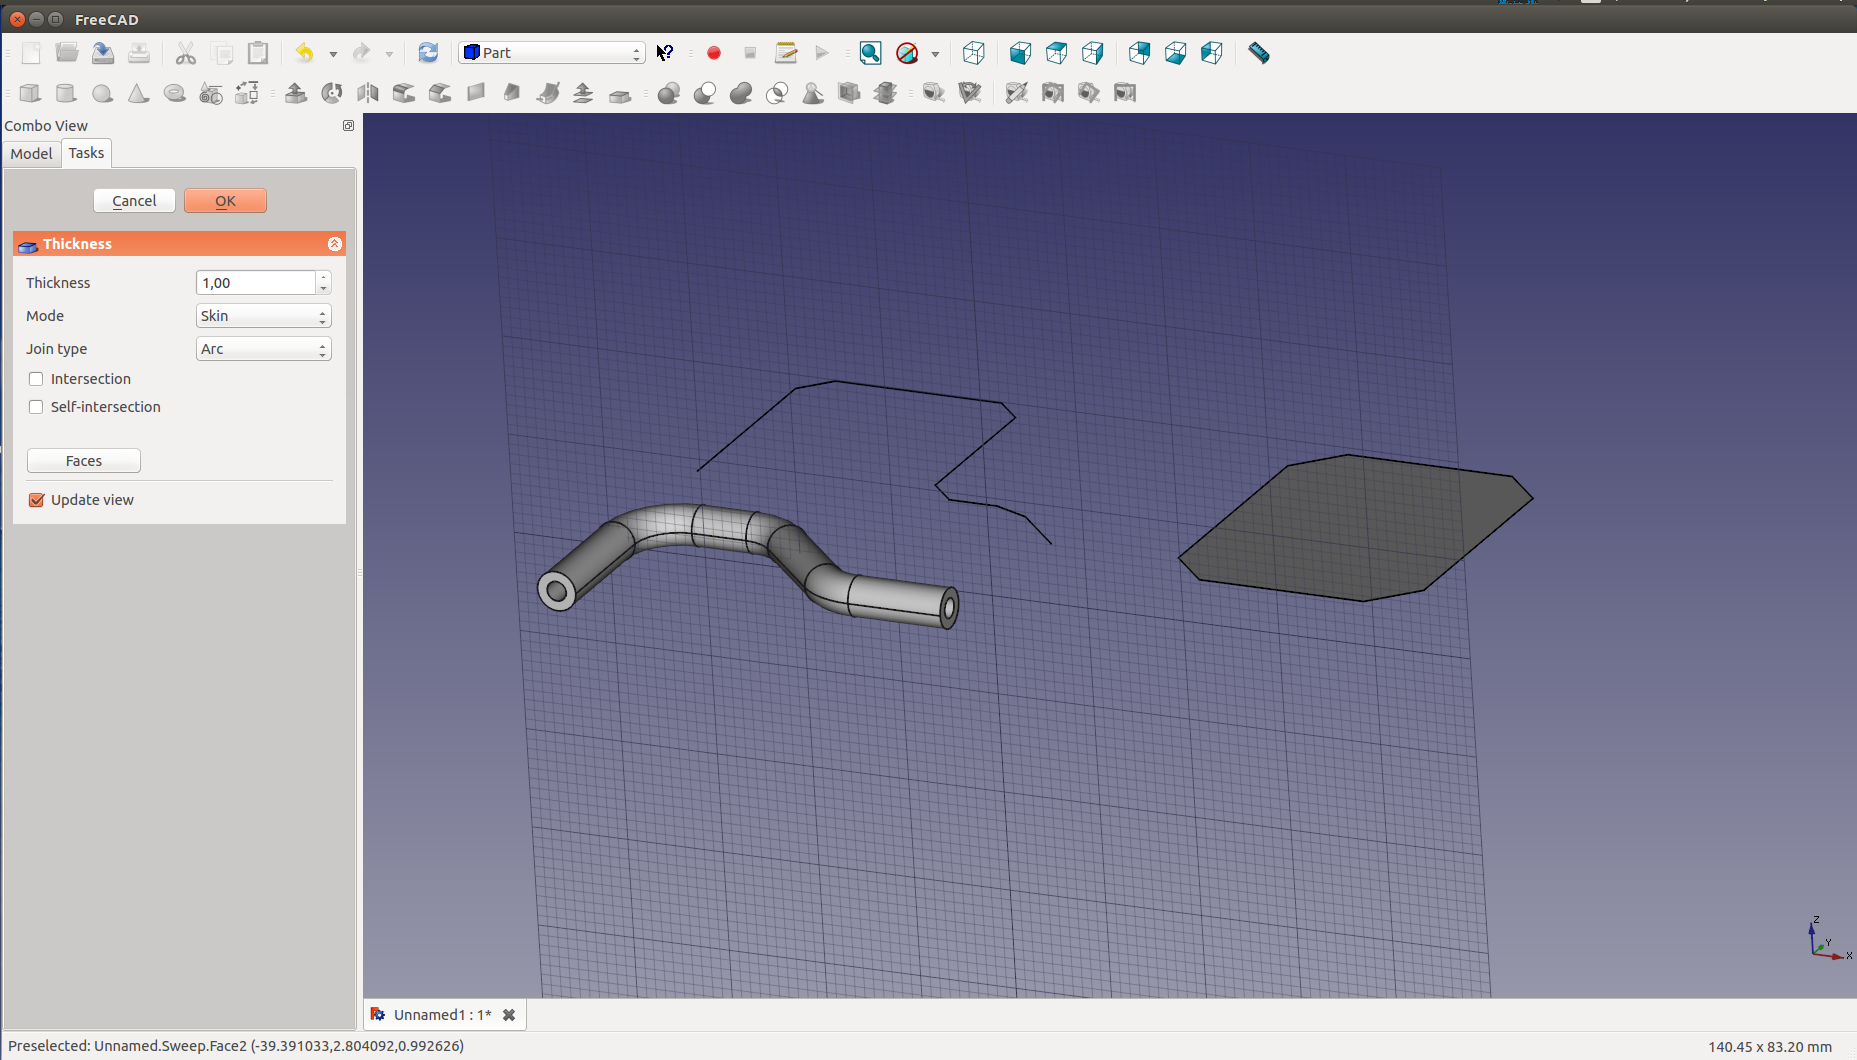 FreeCAD
Part
Combo View
Model
Tasks
Cancel
OK
Thickness
Thickness
1,00
Mode
Skin
Join type
Arc
Intersection
Self-intersection
Faces
Update view
Z
Y
X
Unnamed1 : 1*
Preselected: Unnamed.Sweep.Face2 (-39.391033,2.804092,0.992626)
140.45 x 83.20 mm